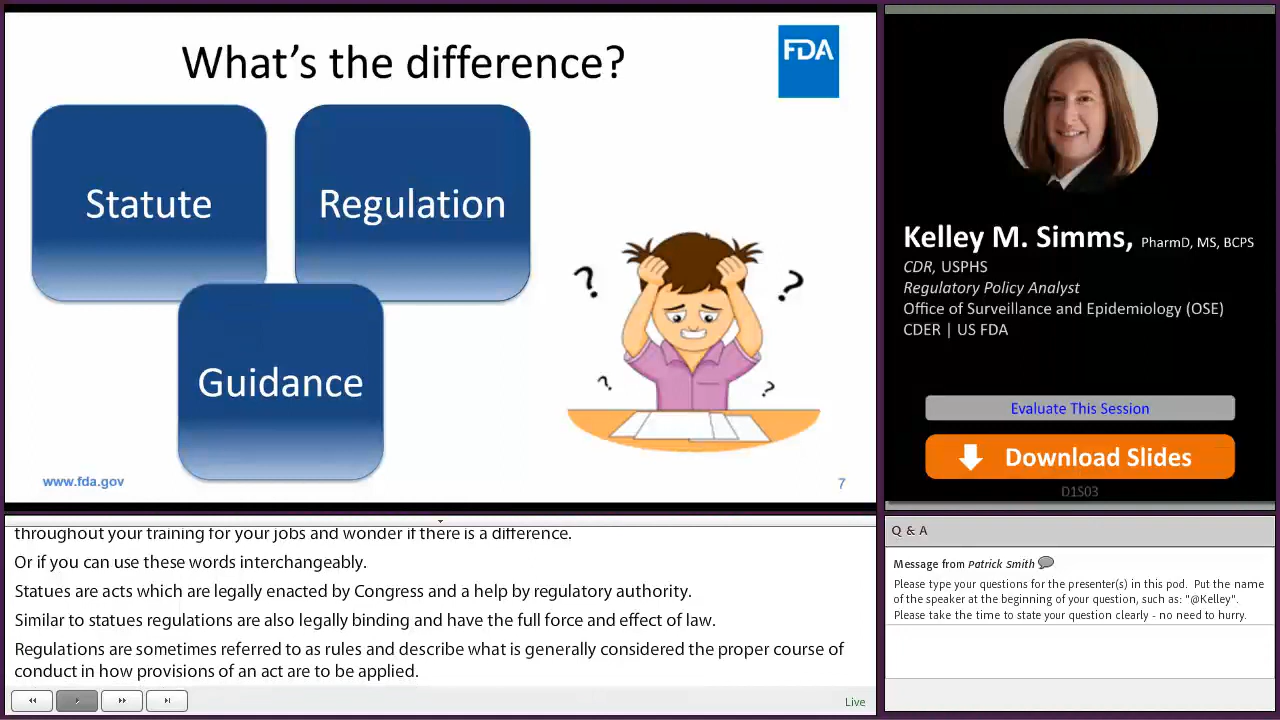 What's the difference?
FDA
Statute
Regulation
Guidance
?
?
?
?
www.fda.gov
7
Kelley M. Simms, PharmD, MS, BCPS
CDR, USPHS
Regulatory Policy Analyst
Office of Surveillance and Epidemiology (OSE)
CDER | US FDA
Evaluate This Session
Download Slides
D1S03
throughout your training for your jobs and wonder if there is a difference.
Or if you can use these words interchangeably.
Statues are acts which are legally enacted by Congress and a help by regulatory authority.
Similar to statues regulations are also legally binding and have the full force and effect of law.
Regulations are sometimes referred to as rules and describe what is generally considered the proper course of
conduct in how provisions of an act are to be applied.
Live
Q & A
Message from Patrick Smith
Please type your questions for the presenter(s) in this pod. Put the name
of the speaker at the beginning of your question, such as: "@Kelley".
Please take the time to state your question clearly - no need to hurry.